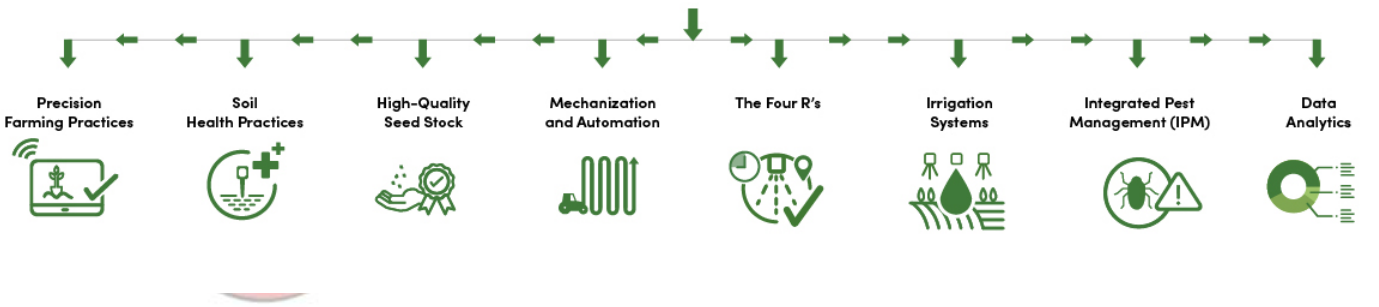 Precision
Farming Practices
Soil
Health Practices
High-Quality
Seed Stock
Mechanization
and Automation
The Four R's
Irrigation
Systems
Integrated Pest
Management (IPM)
Data
Analytics